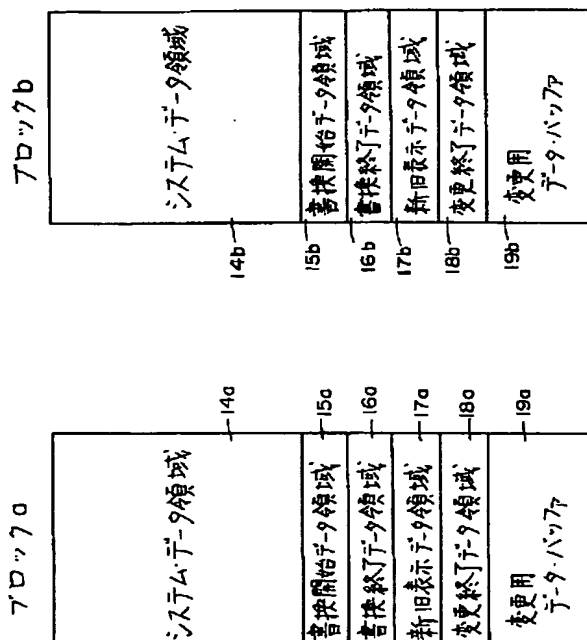 ブロックa
システム・データ領域
14a
書換開始データ領域
15a
書換終了データ領域
16a
新旧表示データ領域
17a
変更終了データ領域
18a
変更用
データ・バッファ
19a
ブロックb
システム・データ領域
14b
書換開始データ領域
15b
書換終了データ領域
16b
新旧表示データ領域
17b
変更終了データ領域
18b
変更用
データ・バッファ
19b